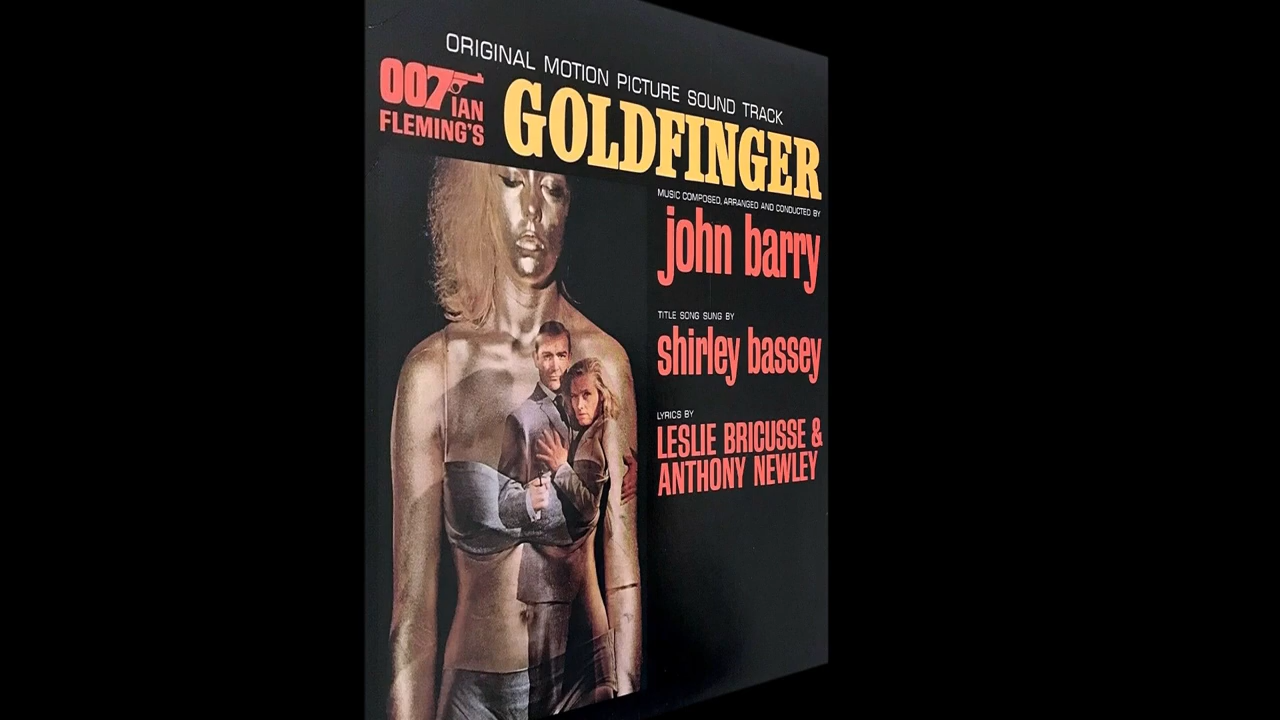 ORIGINAL MOTION PICTURE SOUND TRACK
007 IAN
FLEMING'S
GOLDFINGER
MUSIC COMPOSED, ARRANGED AND CONDUCTED BY
john barry
TITLE SONG SUNG BY
shirley bassey
LYRICS BY
LESLIE BRICUSSE &
ANTHONY NEWLEY